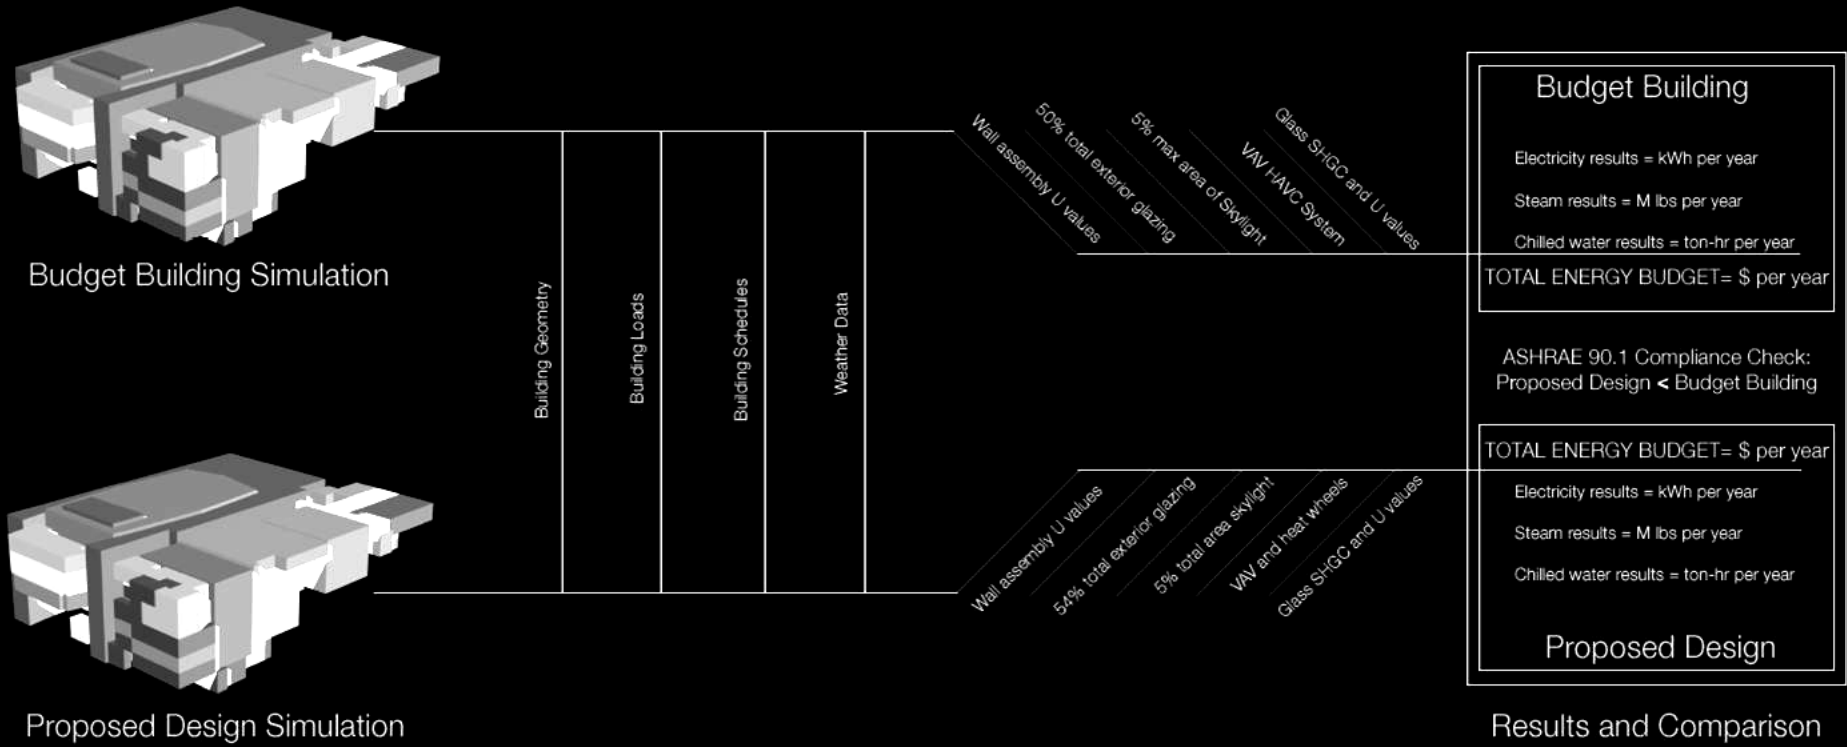 Budget Building Simulation
Building Geometry
Building Loads
Building Schedules
Weather Data
Wall assembly U values
50% total exterior glazing
5% max area of Skylight
VAV HAVC System
Glass SHGC and U values
Budget Building
Electricity results = kWh per year
Steam results = M lbs per year
Chilled water results = ton-hr per year
TOTAL ENERGY BUDGET= $ per year
ASHRAE 90.1 Compliance Check:
Proposed Design < Budget Building
TOTAL ENERGY BUDGET= $ per year
Electricity results = kWh per year
Steam results = M lbs per year
Chilled water results = ton-hr per year
Proposed Design
Wall assembly U values
54% total exterior glazing
5% total area skylight
VAV and heat wheels
Glass SHGC and U values
Proposed Design Simulation
Results and Comparison